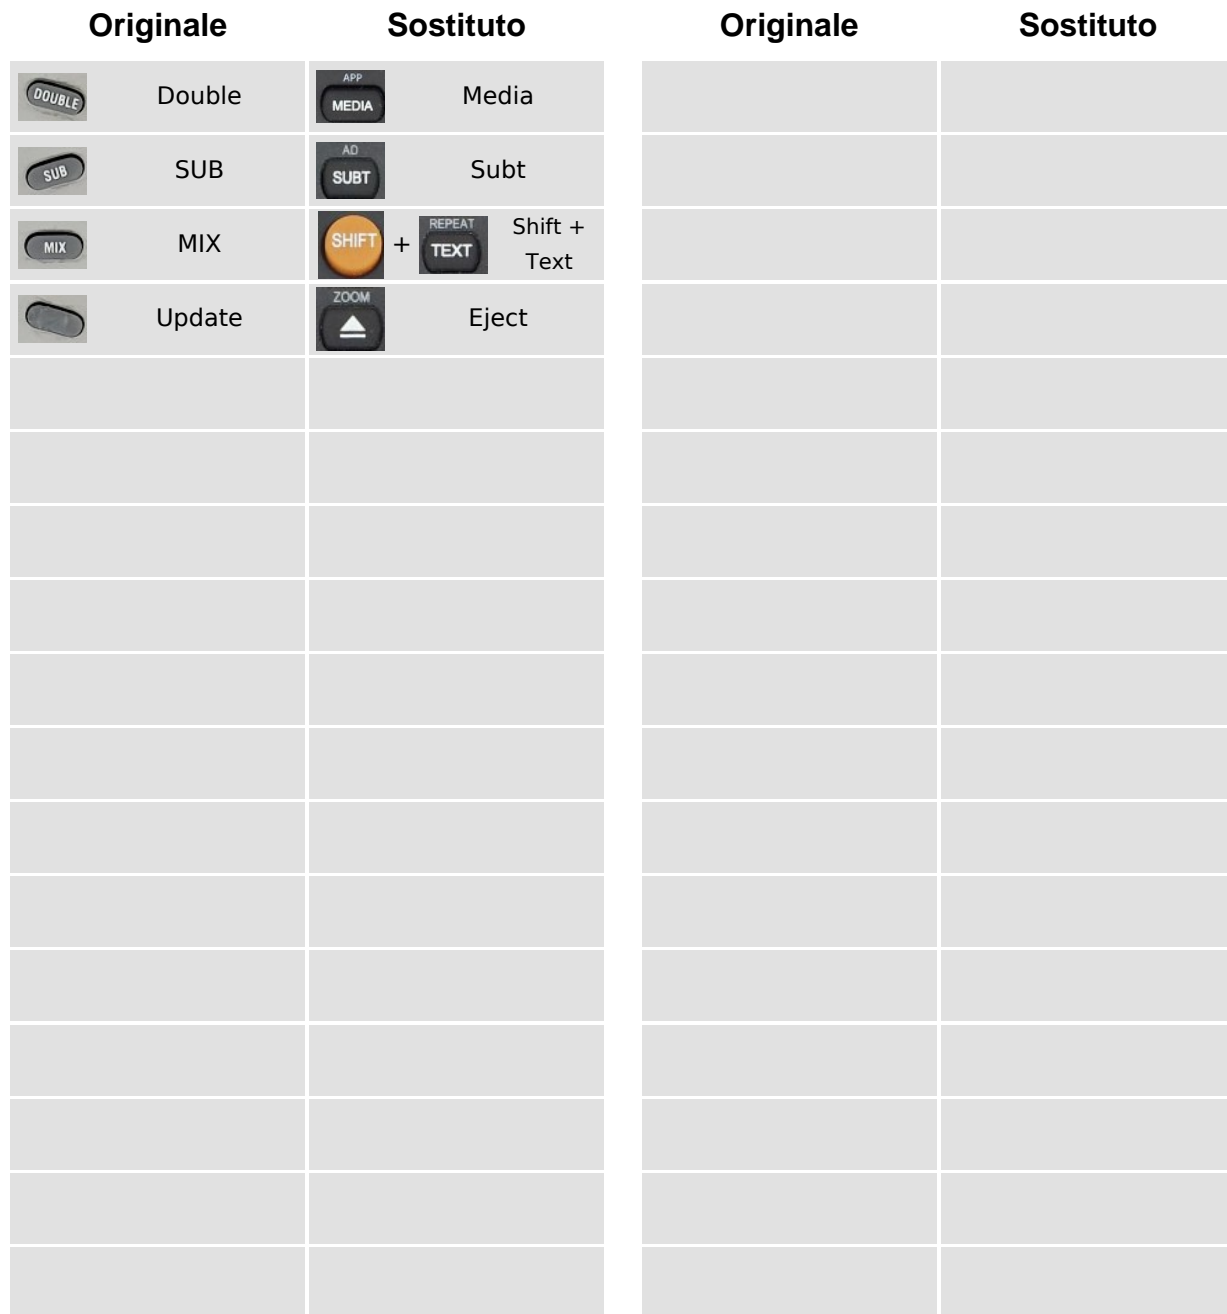 Originale Sostituto Originale Sostituto
DOUBLE Double APP MEDIA Media
SUB SUB AD SUBT Subt
MIX MIX SHIFT + REPEAT TEXT Shift + Text
Update ZOOM Eject